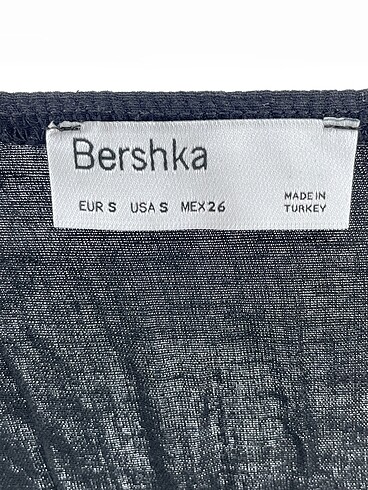 Bershka
EUR S USA S MEX 26
MADE IN
TURKEY